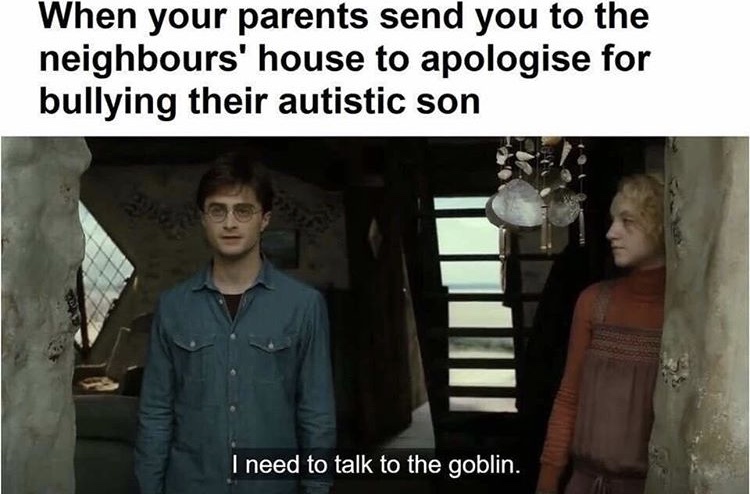 When your parents send you to the
neighbours' house to apologise for
bullying their autistic son
I need to talk to the goblin.